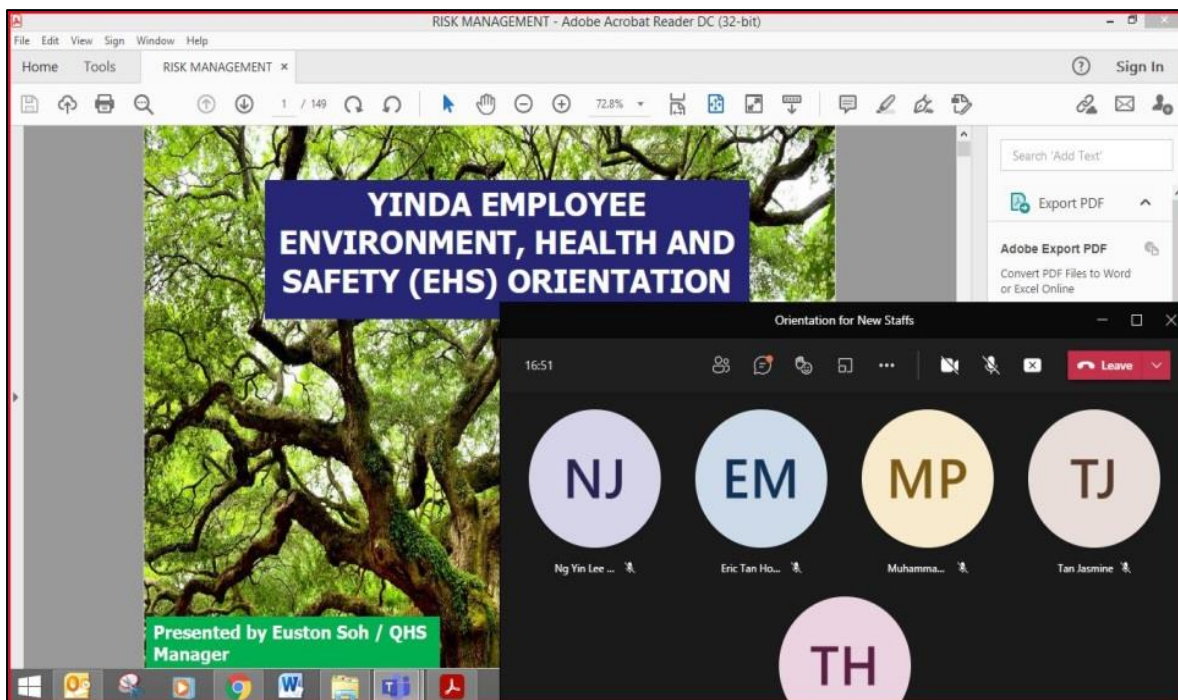 RISK MANAGEMENT - Adobe Acrobat Reader DC (32-bit)
File Edit View Sign Window Help
Home Tools RISK MANAGEMENT × Sign In
1 / 149 72.8%
Search 'Add Text'
Export PDF
Adobe Export PDF
Convert PDF Files to Word
or Excel Online
YINDA EMPLOYEE
ENVIRONMENT, HEALTH AND
SAFETY (EHS) ORIENTATION
Presented by Euston Soh / QHS
Manager
Orientation for New Staffs
16:51 Leave
NJ EM MP TJ
Ng Yin Lee ... Eric Tan Ho... Muhamma... Tan Jasmine
TH